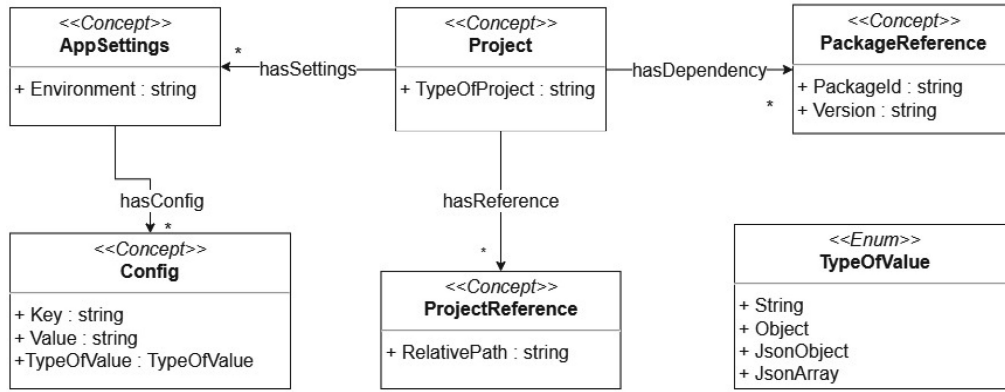 <<Concept>>
AppSettings
+ Environment : string
*
hasSettings
<<Concept>>
Project
+ TypeOfProject : string
hasDependency
*
<<Concept>>
PackageReference
+ PackageId : string
+ Version : string
hasConfig
*
<<Concept>>
Config
+ Key : string
+ Value : string
+TypeOfValue : TypeOfValue
hasReference
*
<<Concept>>
ProjectReference
+ RelativePath : string
<<Enum>>
TypeOfValue
+ String
+ Object
+ JsonObject
+ JsonArray